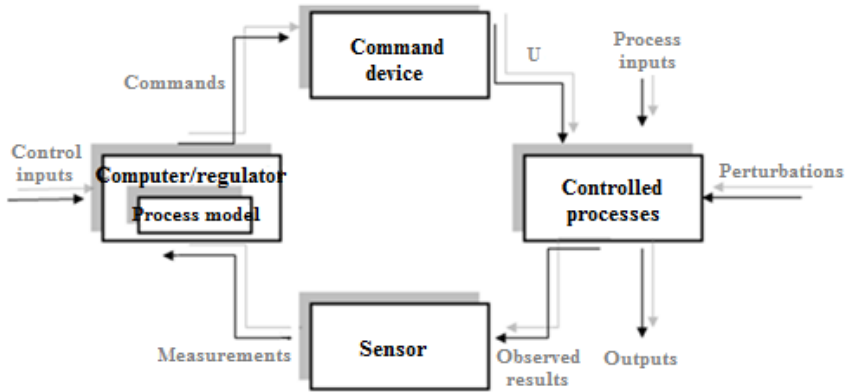 Command
device
U
Process
inputs
Commands
Control
inputs
Computer/regulator
Process model
Controlled
processes
Perturbations
Measurements
Sensor
Observed
results
Outputs